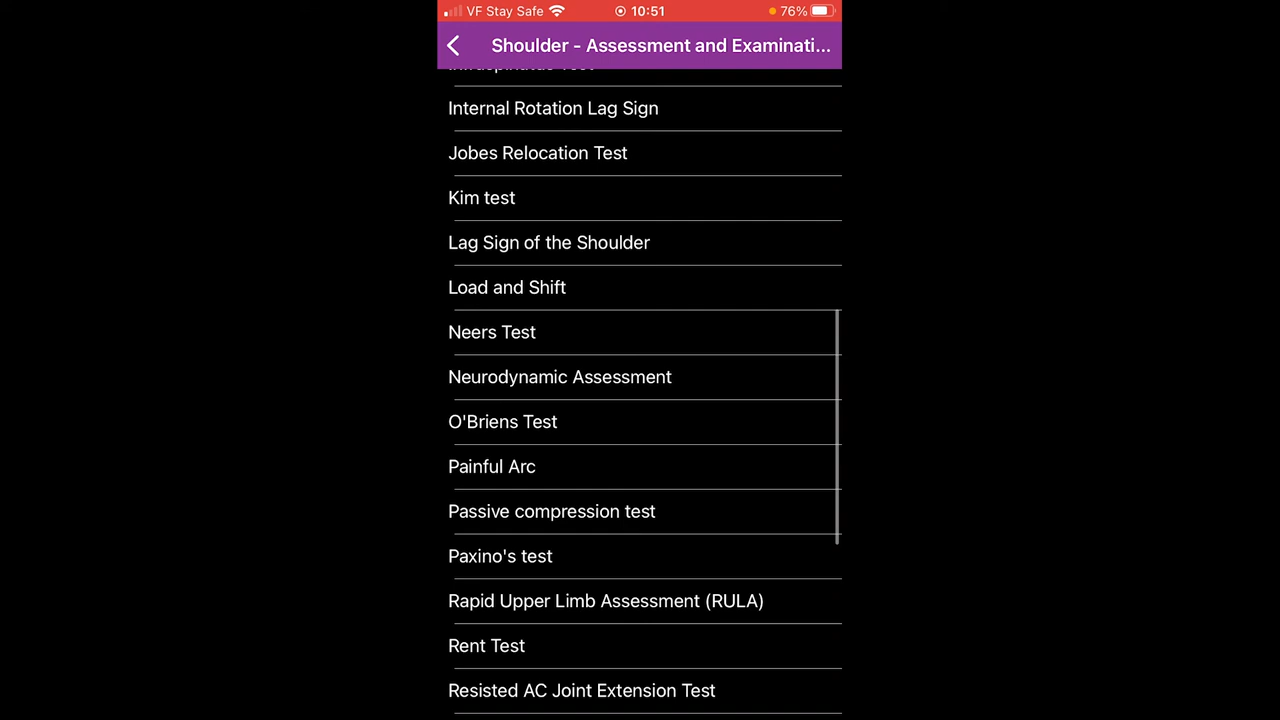 VF Stay Safe 10:51 76%
Shoulder - Assessment and Examinati...
Internal Rotation Lag Sign
Jobes Relocation Test
Kim test
Lag Sign of the Shoulder
Load and Shift
Neers Test
Neurodynamic Assessment
O'Briens Test
Painful Arc
Passive compression test
Paxino's test
Rapid Upper Limb Assessment (RULA)
Rent Test
Resisted AC Joint Extension Test